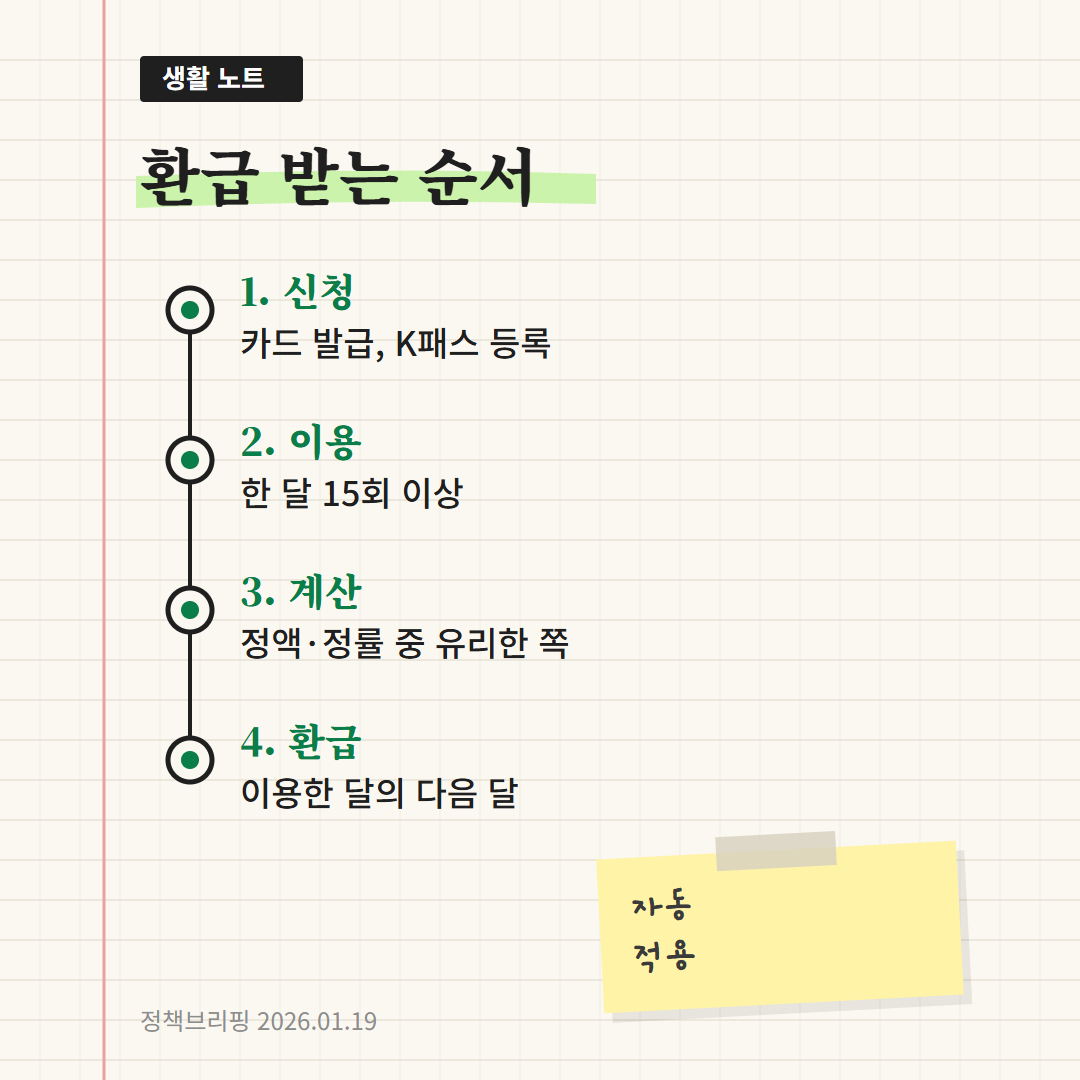 생활 노트
환급 받는 순서
1. 신청
카드 발급, K패스 등록
2. 이용
한 달 15회 이상
3. 계산
정액·정률 중 유리한 쪽
4. 환급
이용한 달의 다음 달
자동
적용
정책브리핑 2026.01.19